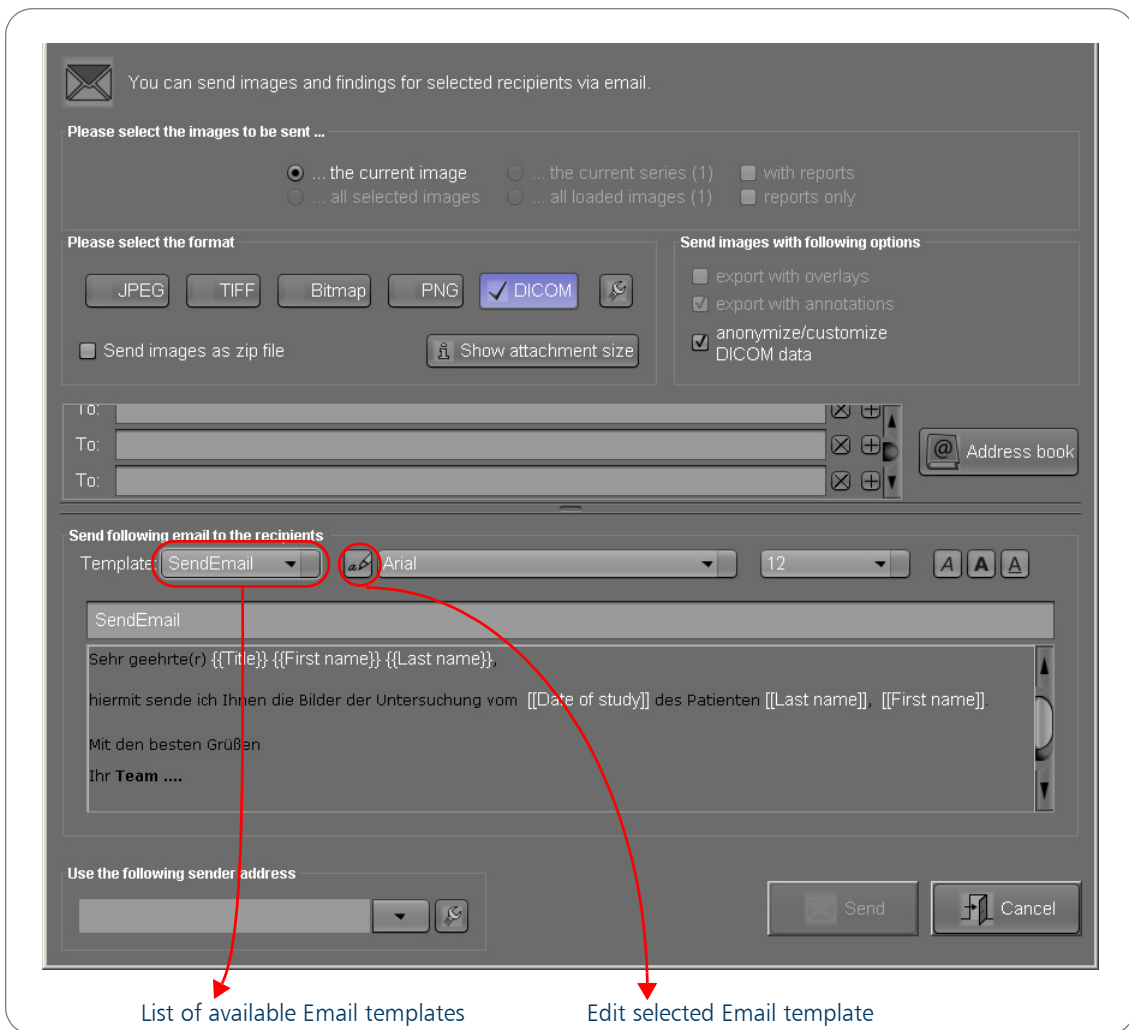 You can send images and findings for selected recipients via email.
Please select the images to be sent ...
... the current image ... the current series (1) with reports
... all selected images ... all loaded images (1) reports only
Please select the format
JPEG TIFF Bitmap PNG DICOM
Send images as zip file Show attachment size
Send images with following options
export with overlays
export with annotations
anonymize/customize
DICOM data
To:
To:
To:
@ Address book
Send following email to the recipients
Template: SendEmail a Arial 12 A A A
SendEmail
Sehr geehrte(r) {{Title}} {{First name}} {{Last name}},
hiermit sende ich Ihnen die Bilder der Untersuchung vom [[Date of study]] des Patienten [[Last name]], [[First name]].
Mit den besten Grüßen
Ihr Team ....
Use the following sender address
Send Cancel
List of available Email templates Edit selected Email template